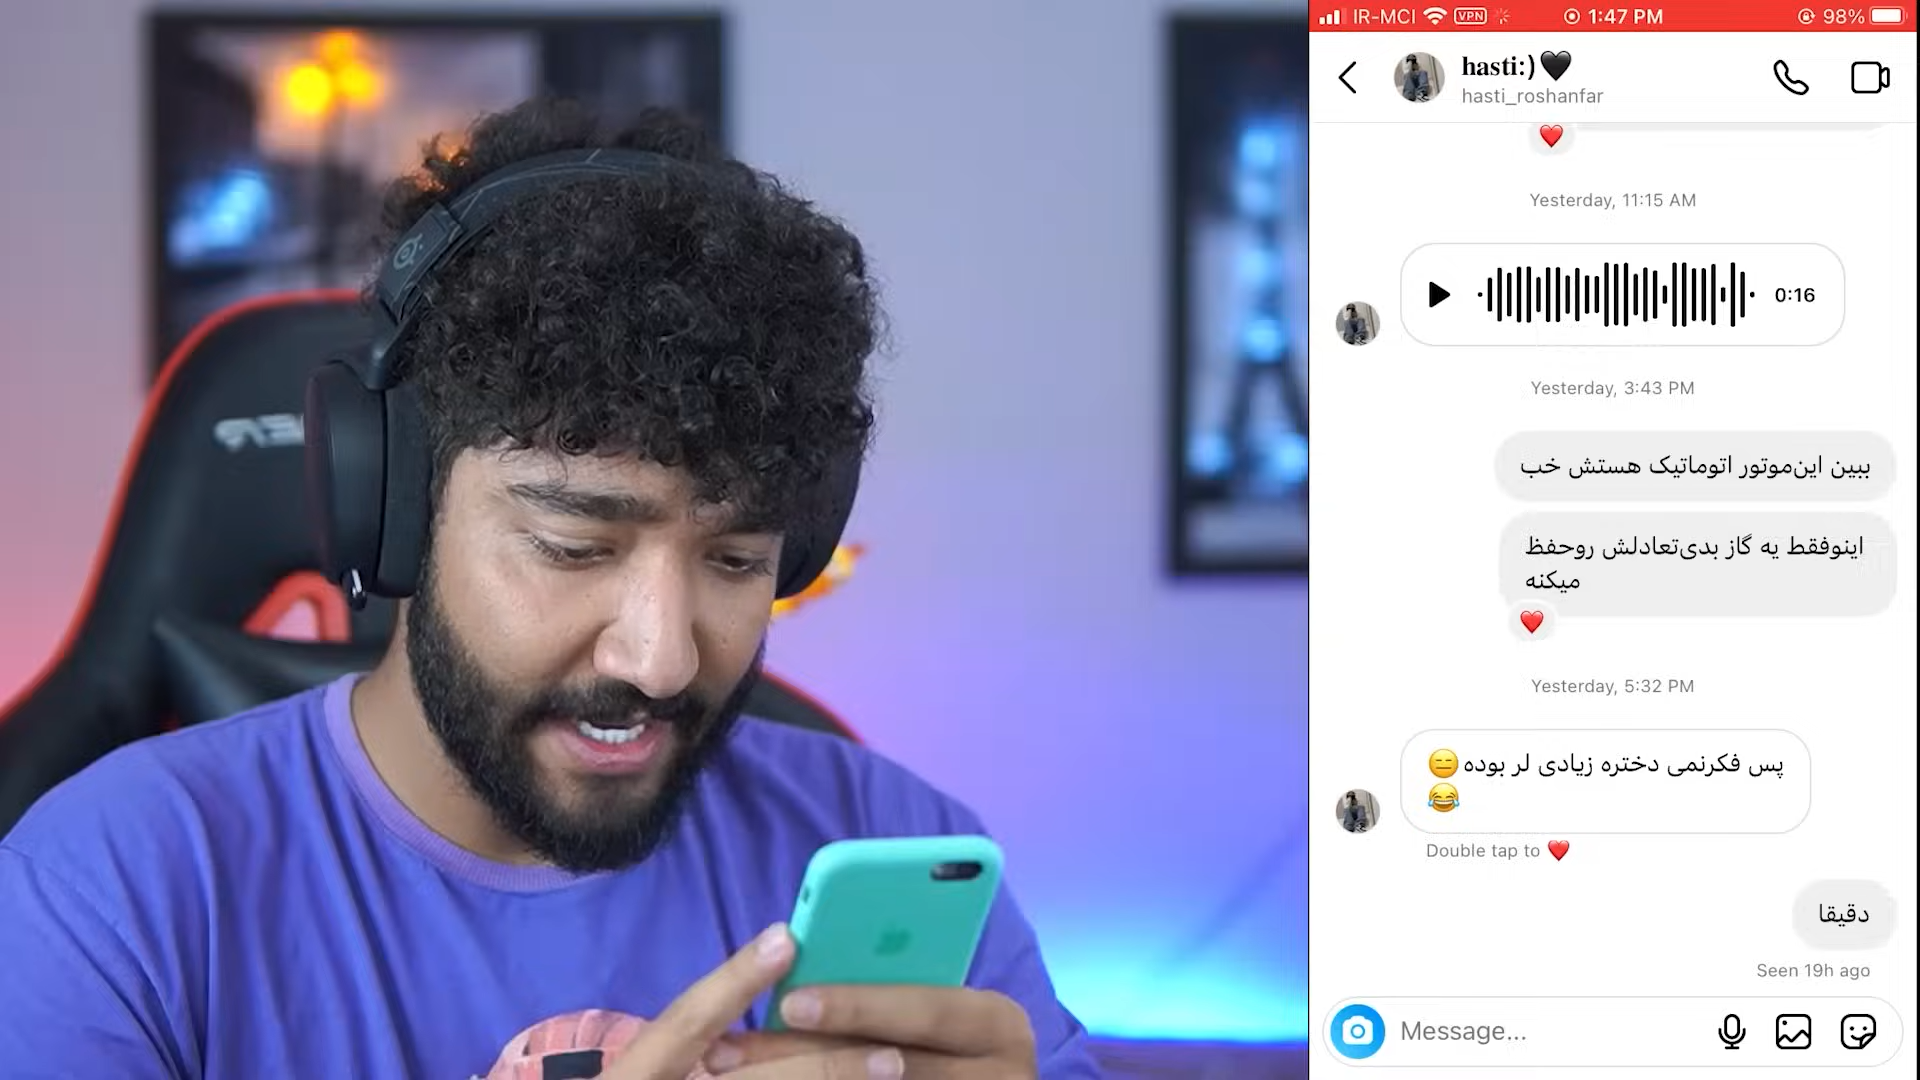 IR-MCI VPN 1:47 PM 98%
hasti:)🖤
hasti_roshanfar
❤️
Yesterday, 11:15 AM
0:16
Yesterday, 3:43 PM
ببین این‌موتور اتوماتیک هستش خب
اینوفقط یه گاز بدی‌تعادلش روحفظ
میکنه
❤️
Yesterday, 5:32 PM
پس فکرنمی دختره زیادی لر بوده😑
😂
Double tap to ❤️
دقیقا
Seen 19h ago
Message...